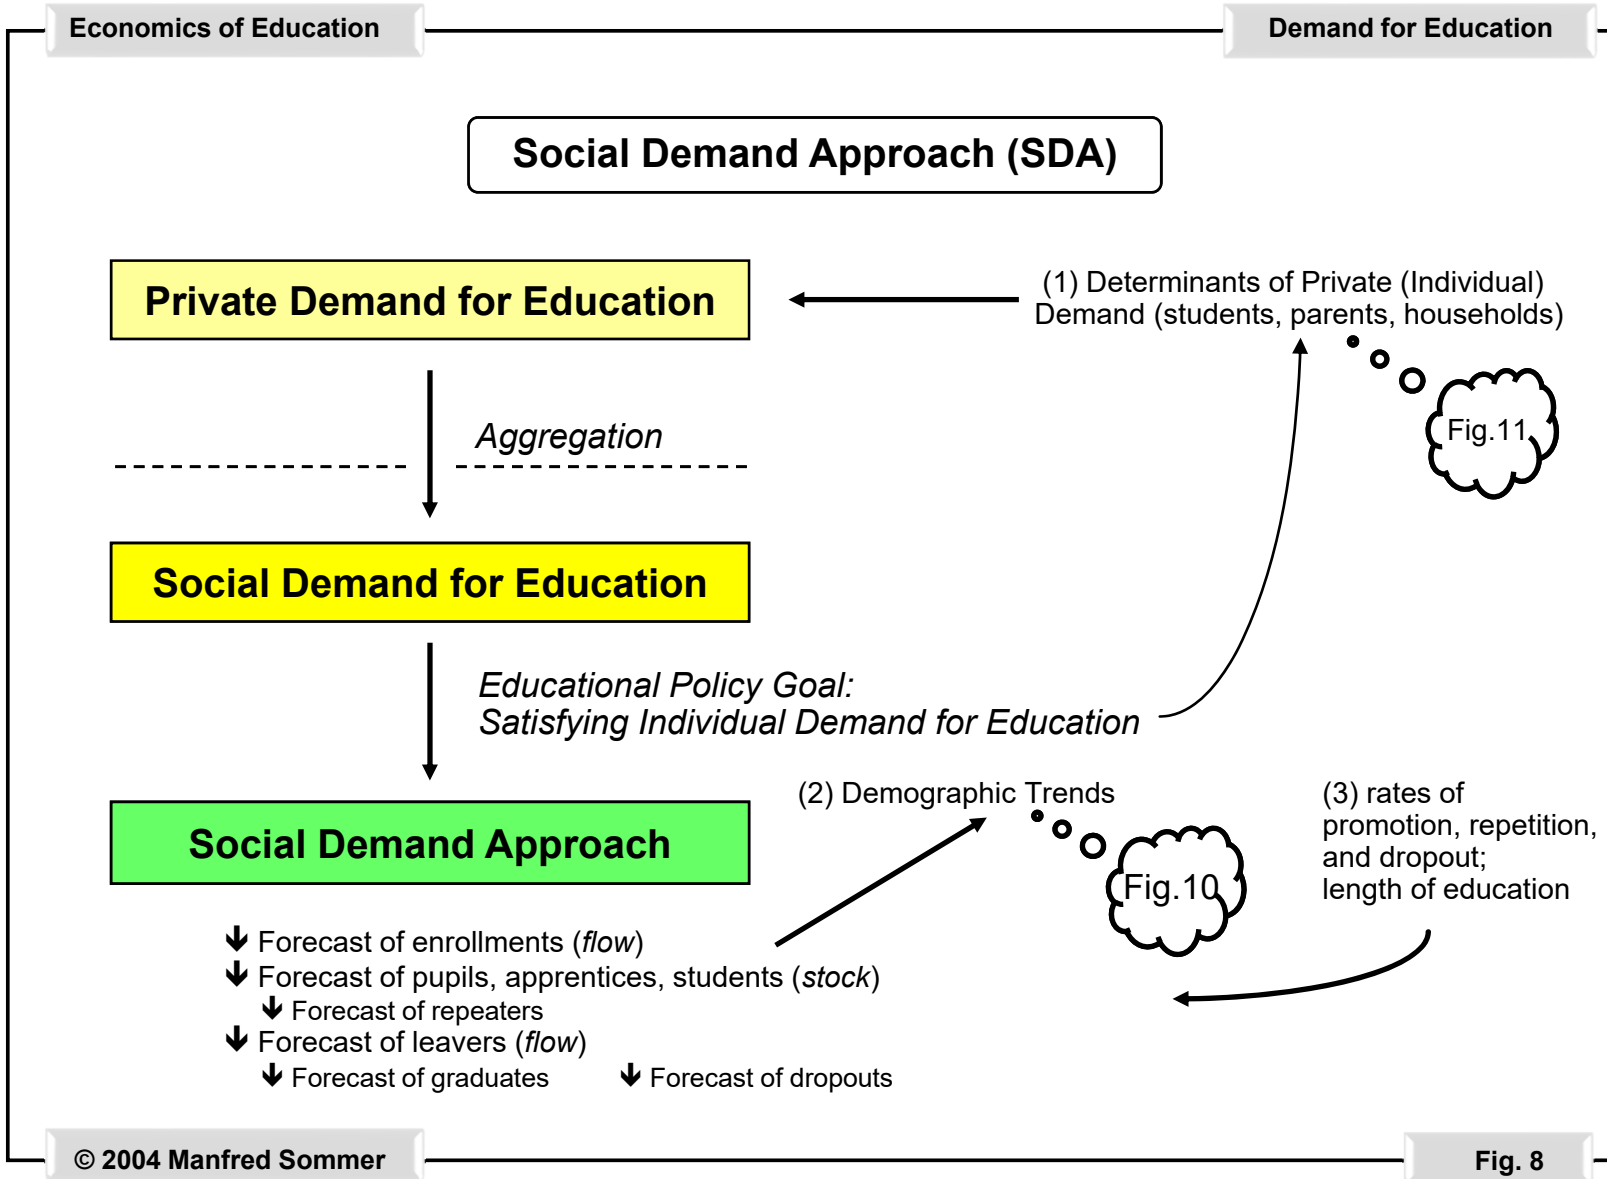 Economics of Education
Demand for Education
Social Demand Approach (SDA)
Private Demand for Education
(1) Determinants of Private (Individual)
Demand (students, parents, households)
Fig.11
Aggregation
Social Demand for Education
Educational Policy Goal:
Satisfying Individual Demand for Education
Social Demand Approach
(2) Demographic Trends
Fig.10
(3) rates of
promotion, repetition,
and dropout;
length of education
Forecast of enrollments (flow)
Forecast of pupils, apprentices, students (stock)
Forecast of repeaters
Forecast of leavers (flow)
Forecast of graduates
Forecast of dropouts
© 2004 Manfred Sommer
Fig. 8